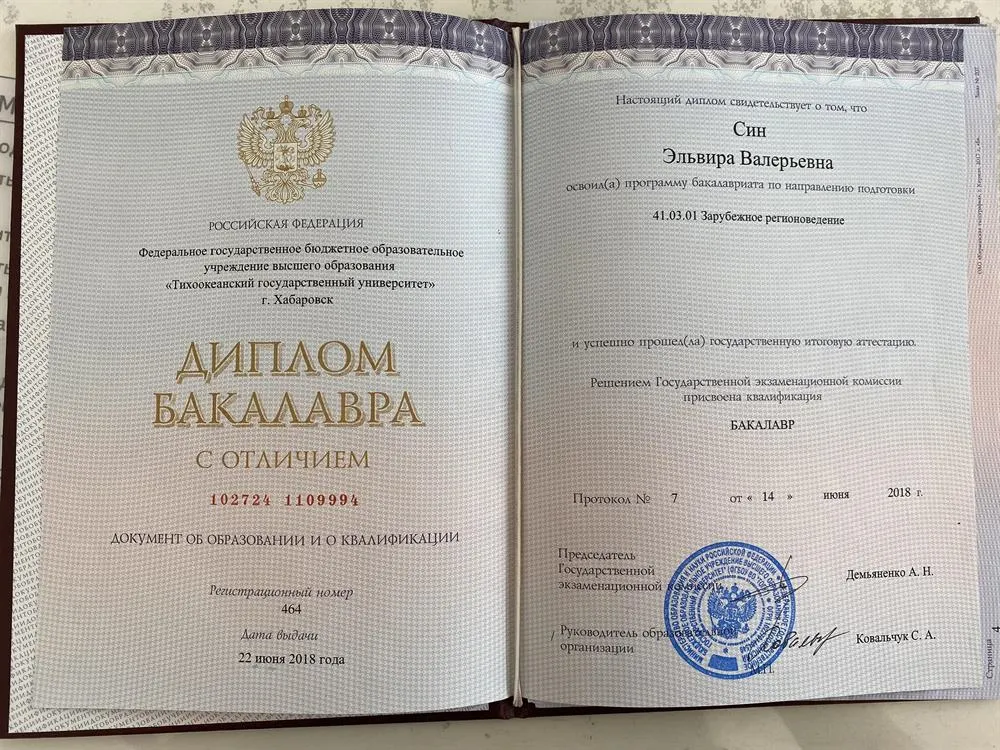 РОССИЙСКАЯ ФЕДЕРАЦИЯ
Федеральное государственное бюджетное образовательное
учреждение высшего образования
«Тихоокеанский государственный университет»
г. Хабаровск
ДИПЛОМ
БАКАЛАВРА
С ОТЛИЧИЕМ
102724 1109994
ДОКУМЕНТ ОБ ОБРАЗОВАНИИ И О КВАЛИФИКАЦИИ
Регистрационный номер
464
Дата выдачи
22 июня 2018 года
Настоящий диплом свидетельствует о том, что
Син
Эльвира Валерьевна
освоил(а) программу бакалавриата по направлению подготовки
41.03.01 Зарубежное регионоведение
и успешно прошел(ла) государственную итоговую аттестацию.
Решением Государственной экзаменационной комиссии
присвоена квалификация
БАКАЛАВР
Протокол № 7 от « 14 » июня 2018 г.
Председатель
Государственной
экзаменационной комиссии
Демьяненко А. Н.
Руководитель образовательной
организации
Ковальчук С. А.
М.П.
Страница 4